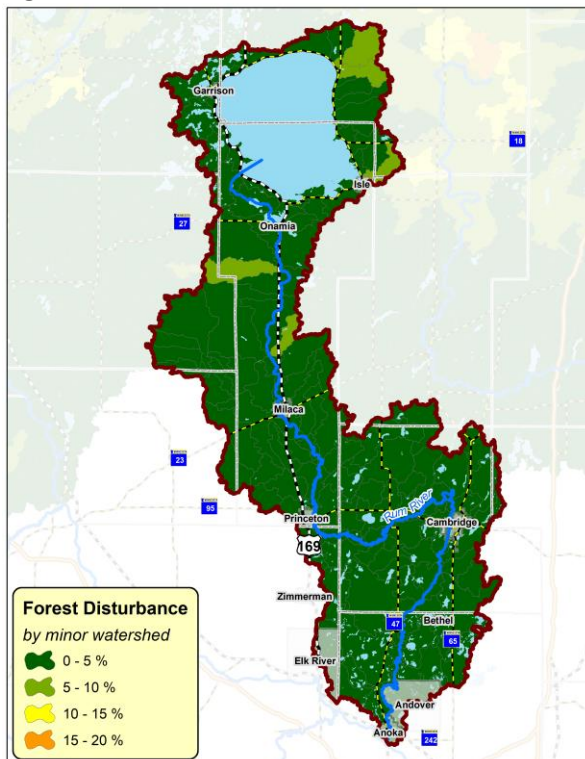 Garrison
18
Isle
27
Onamia
Milaca
23
95
Princeton
Rum River
Cambridge
169
Zimmerman
47
Bethel
65
Elk River
Andover
Anoka
242
Forest Disturbance
by minor watershed
0 - 5 %
5 - 10 %
10 - 15 %
15 - 20 %